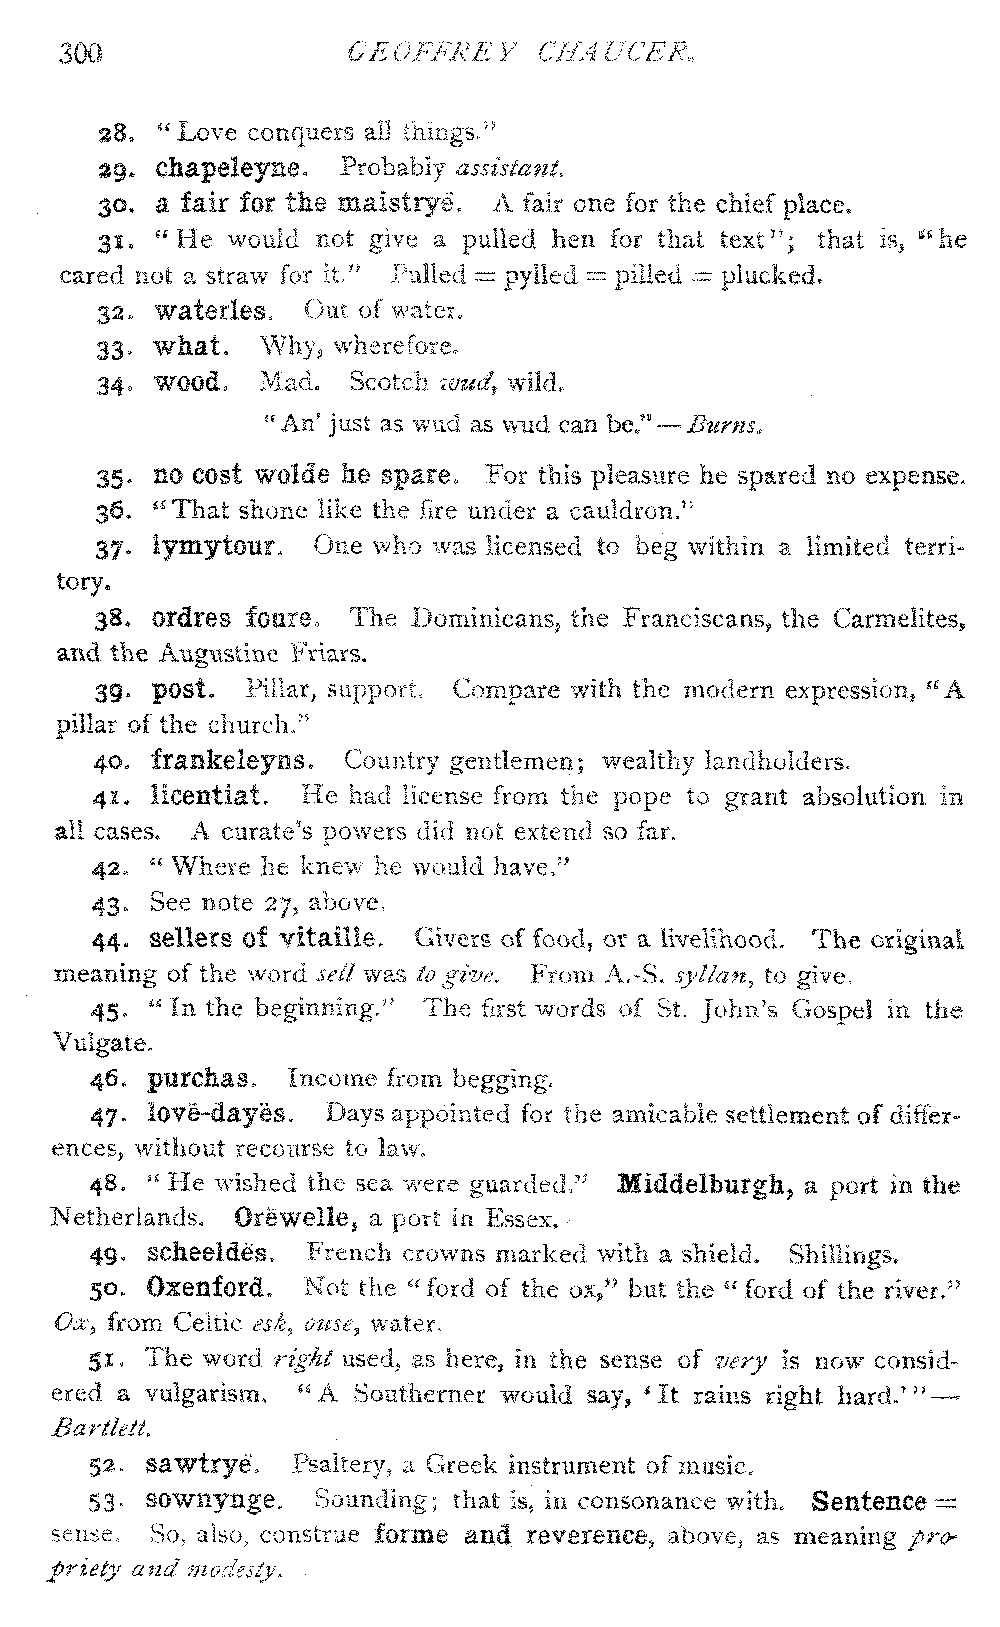 300 GEOFFREY CHAUCER.
28. "Love conquers all things."
29. chapeleyne. Probably assistant.
30. a fair for the maistryë. A fair one for the chief place.
31. "He would not give a pulled hen for that text"; that is, "he
cared not a straw for it." Pulled = pylled = pilled = plucked.
32. waterles. Out of water.
33. what. Why, wherefore.
34. wood. Mad. Scotch wud, wild.
"An' just as wud as wud can be."—Burns.
35. no cost wolde he spare. For this pleasure he spared no expense.
36. "That shone like the fire under a cauldron."
37. lymytour. One who was licensed to beg within a limited terri-
tory.
38. ordres foure. The Dominicans, the Franciscans, the Carmelites,
and the Augustine Friars.
39. post. Pillar, support. Compare with the modern expression, "A
pillar of the church."
40. frankeleyns. Country gentlemen; wealthy landholders.
41. licentiat. He had license from the pope to grant absolution in
all cases. A curate's powers did not extend so far.
42. "Where he knew he would have."
43. See note 27, above.
44. sellers of vitaille. Givers of food, or a livelihood. The original
meaning of the word sell was to give. From A.-S. syllan, to give.
45. "In the beginning." The first words of St. John's Gospel in the
Vulgate.
46. purchas. Income from begging.
47. lovë-dayës. Days appointed for the amicable settlement of differ-
ences, without recourse to law.
48. "He wished the sea were guarded." Middelburgh, a port in the
Netherlands. Orëwelle, a port in Essex.
49. scheeldës. French crowns marked with a shield. Shillings.
50. Oxenford. Not the "ford of the ox," but the "ford of the river."
Ox, from Celtic esk, ouse, water.
51. The word right used, as here, in the sense of very is now consid-
ered a vulgarism. "A Southerner would say, 'It rains right hard.'"—
Bartlett.
52. sawtryë. Psaltery, a Greek instrument of music.
53. sownynge. Sounding; that is, in consonance with. Sentence =
sense. So, also, construe forme and reverence, above, as meaning pro-
priety and modesty.